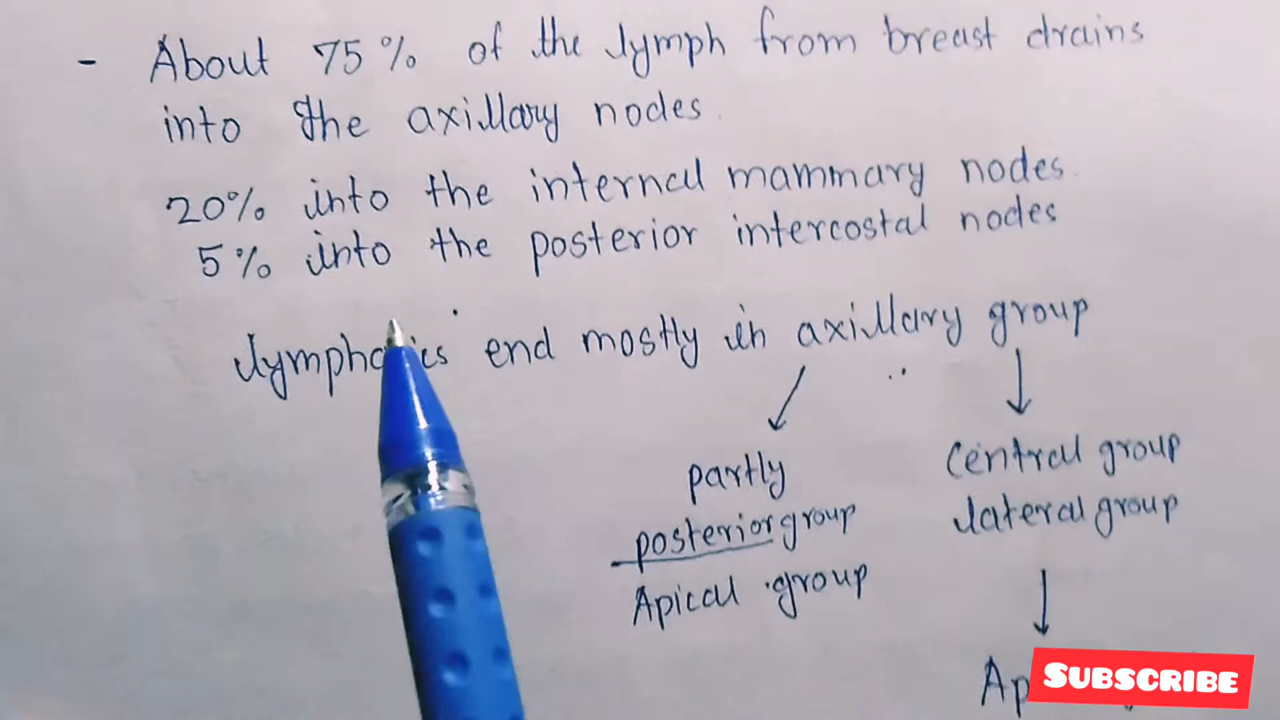 - About 75% of the lymph from breast drains
into the axillary nodes.
20% into the internal mammary nodes.
5% into the posterior intercostal nodes
end mostly in axillary group
partly
posterior group
Apical group
central group
lateral group
SUBSCRIBE